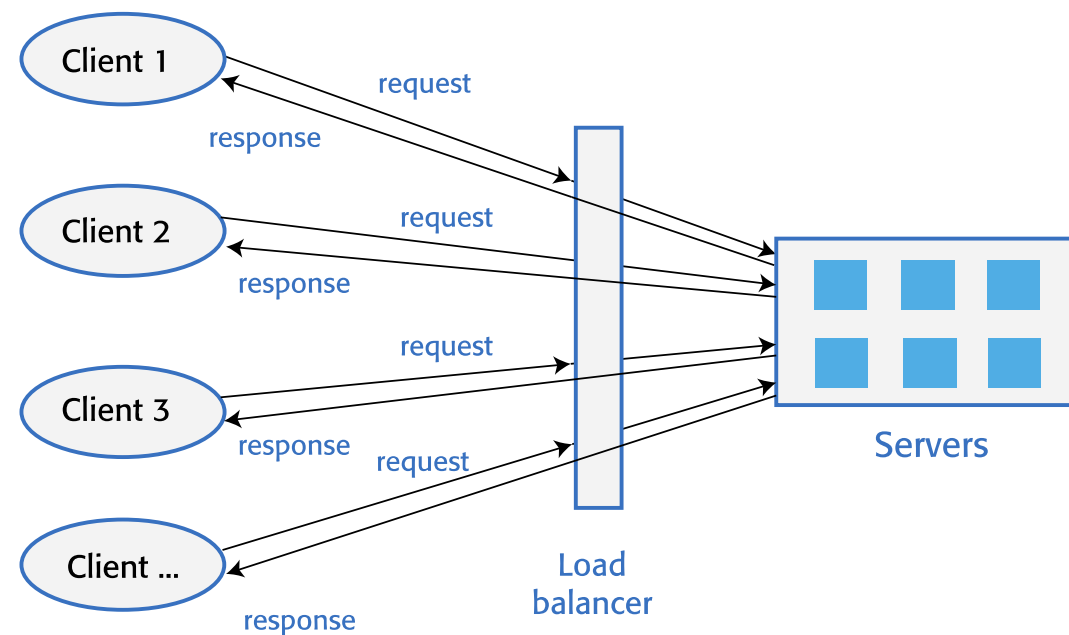 Client 1
request
response
Client 2
request
response
Client 3
request
response
Client ...
request
response
Load
balancer
Servers